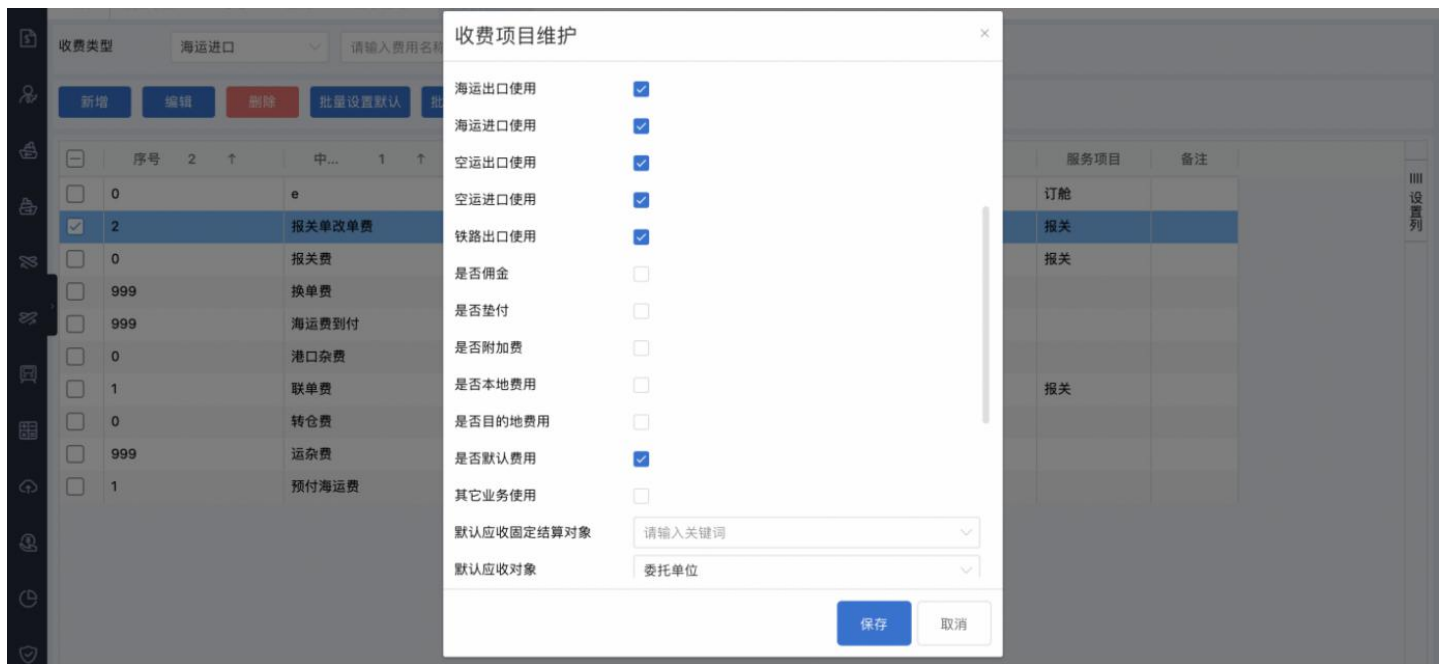 收费项目维护
×
收费类型
海运进口
请输入费用名称
新增
编辑
删除
批量设置默认
批
序号 2 ↑
中... 1 ↑
服务项目
备注
0 e 订舱
2 报关单改单费 报关
0 报关费 报关
999 换单费
999 海运费到付
0 港口杂费
1 联单费 报关
0 转仓费
999 运杂费
1 预付海运费
设置列
海运出口使用
海运进口使用
空运出口使用
空运进口使用
铁路出口使用
是否佣金
是否垫付
是否附加费
是否本地费用
是否目的地费用
是否默认费用
其它业务使用
默认应收固定结算对象 请输入关键词
默认应收对象 委托单位
保存
取消